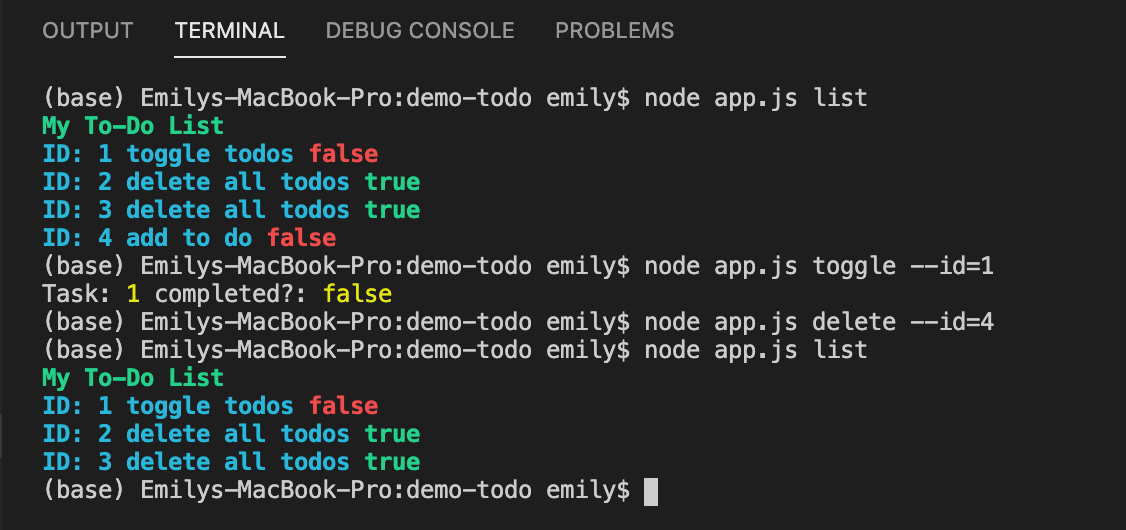 OUTPUT TERMINAL DEBUG CONSOLE PROBLEMS
(base) Emilys-MacBook-Pro:demo-todo emily$ node app.js list
My To-Do List
ID: 1 toggle todos false
ID: 2 delete all todos true
ID: 3 delete all todos true
ID: 4 add to do false
(base) Emilys-MacBook-Pro:demo-todo emily$ node app.js toggle --id=1
Task: 1 completed?: false
(base) Emilys-MacBook-Pro:demo-todo emily$ node app.js delete --id=4
(base) Emilys-MacBook-Pro:demo-todo emily$ node app.js list
My To-Do List
ID: 1 toggle todos false
ID: 2 delete all todos true
ID: 3 delete all todos true
(base) Emilys-MacBook-Pro:demo-todo emily$